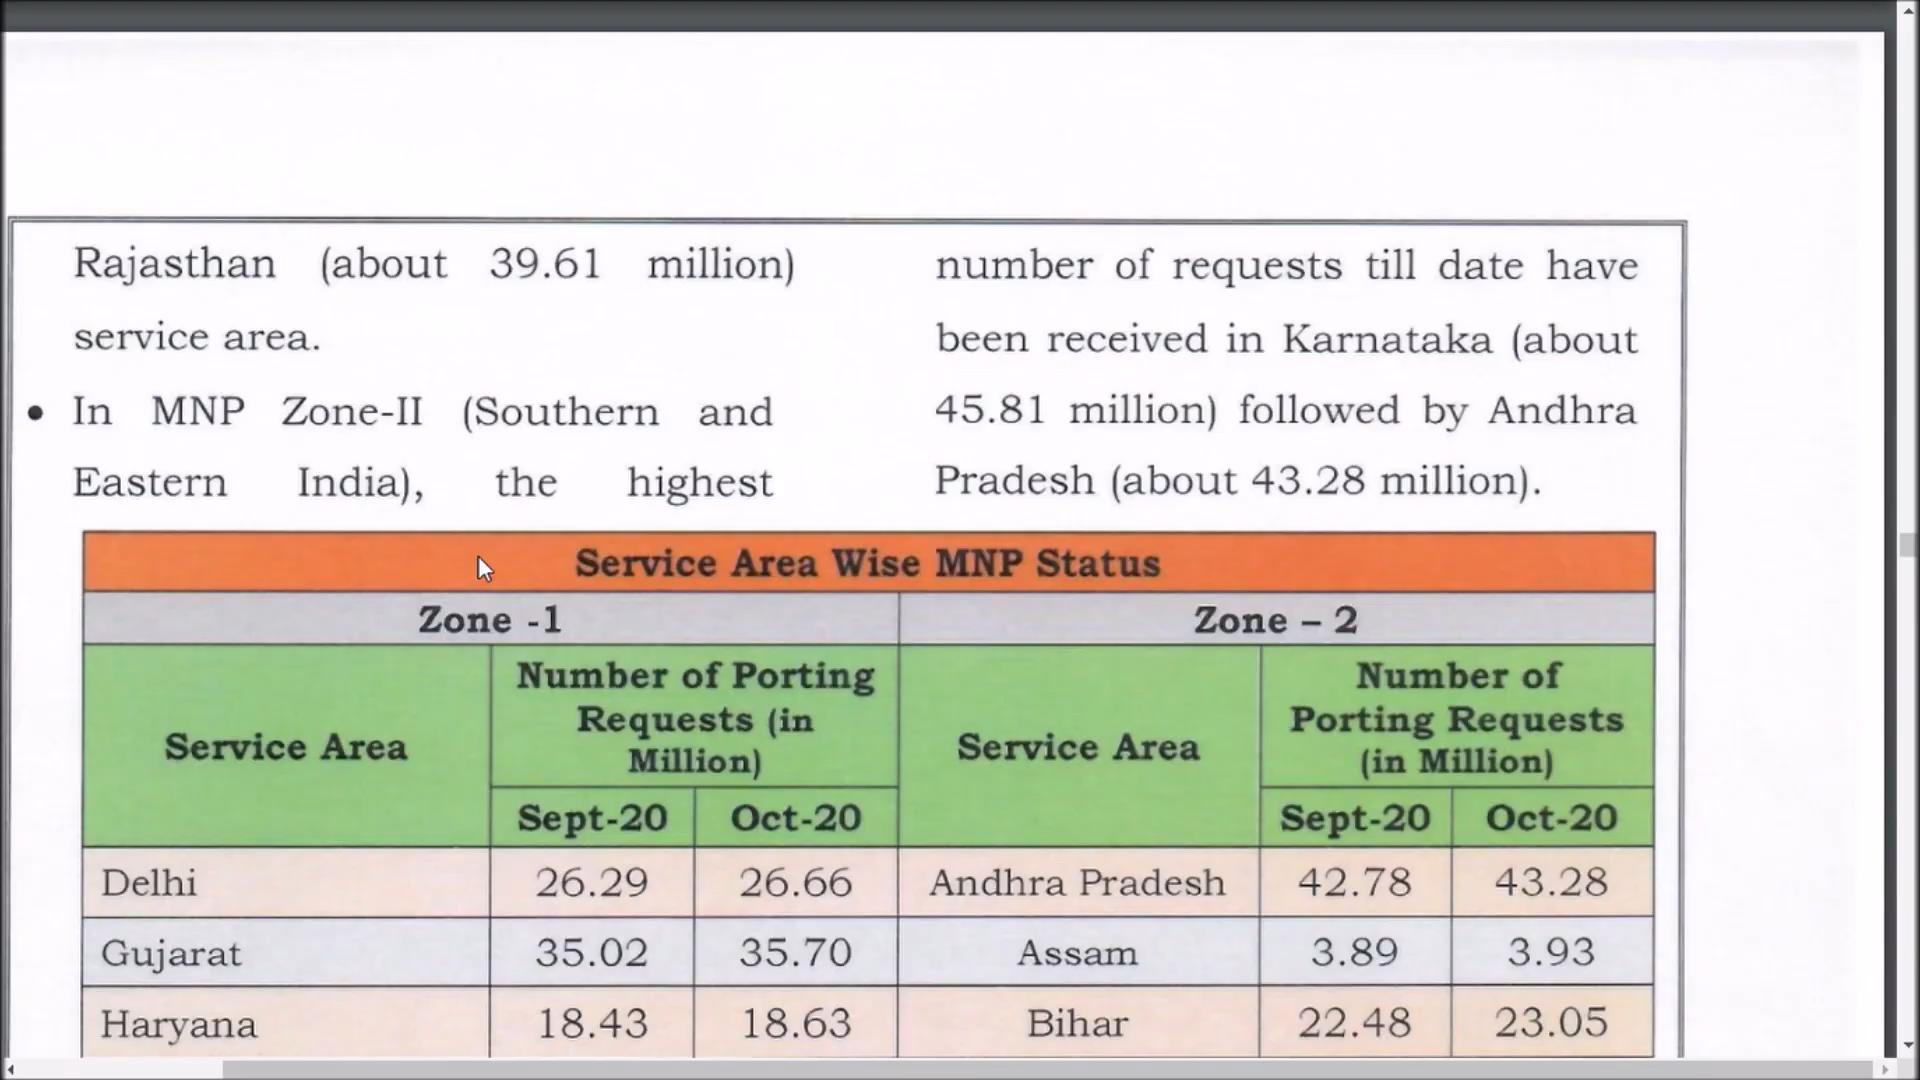 Rajasthan (about 39.61 million)
service area.
• In MNP Zone-II (Southern and
Eastern India), the highest
number of requests till date have
been received in Karnataka (about
45.81 million) followed by Andhra
Pradesh (about 43.28 million).
Service Area Wise MNP Status
Zone -1 Zone – 2
Service Area
Number of Porting
Requests (in
Million)
Service Area
Number of
Porting Requests
(in Million)
Sept-20 Oct-20 Sept-20 Oct-20
Delhi 26.29 26.66 Andhra Pradesh 42.78 43.28
Gujarat 35.02 35.70 Assam 3.89 3.93
Haryana 18.43 18.63 Bihar 22.48 23.05